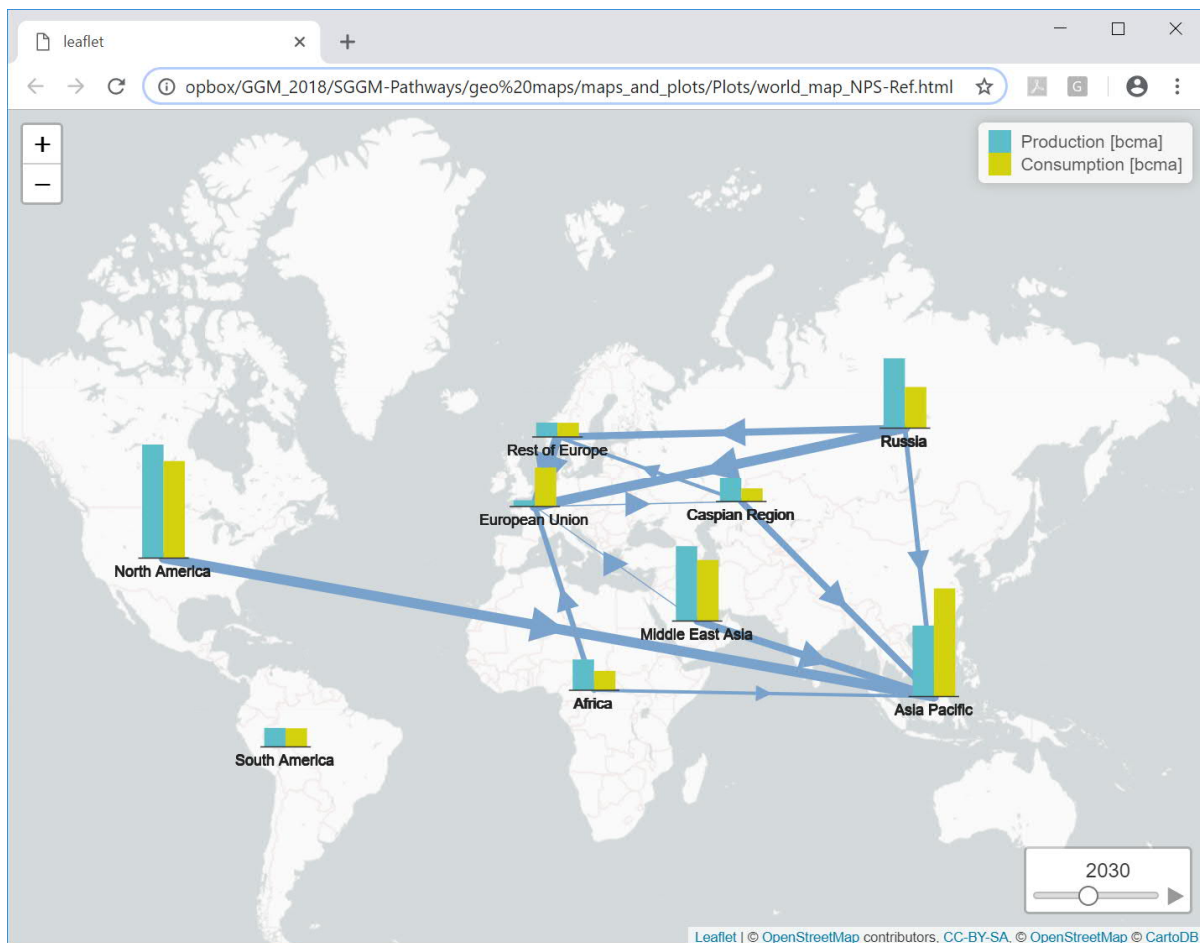 leaflet
opbox/GGM_2018/SGGM-Pathways/geo%20maps/maps_and_plots/Plots/world_map_NPS-Ref.html
G
+
−
Production [bcma]
Consumption [bcma]
Rest of Europe
Russia
European Union
Caspian Region
North America
Middle East Asia
Africa
Asia Pacific
South America
2030
Leaflet | © OpenStreetMap contributors, CC-BY-SA, © OpenStreetMap © CartoDB